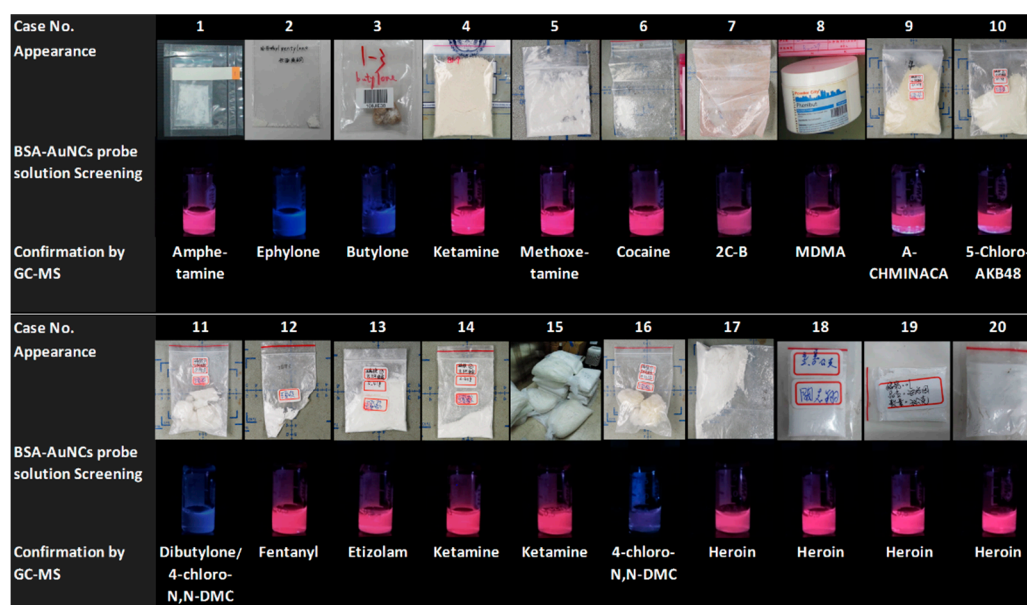 Case No. 1 2 3 4 5 6 7 8 9 10
Appearance
1-3
butylone
BSA-AuNCs probe
solution Screening
Confirmation by
GC-MS
Amphe-
tamine
Ephylone
Butylone
Ketamine
Methoxe-
tamine
Cocaine
2C-B
MDMA
A-
CHMINACA
5-Chloro-
AKB48
Case No. 11 12 13 14 15 16 17 18 19 20
Appearance
BSA-AuNCs probe
solution Screening
Confirmation by
GC-MS
Dibutylone/
4-chloro-
N,N-DMC
Fentanyl
Etizolam
Ketamine
Ketamine
4-chloro-
N,N-DMC
Heroin
Heroin
Heroin
Heroin